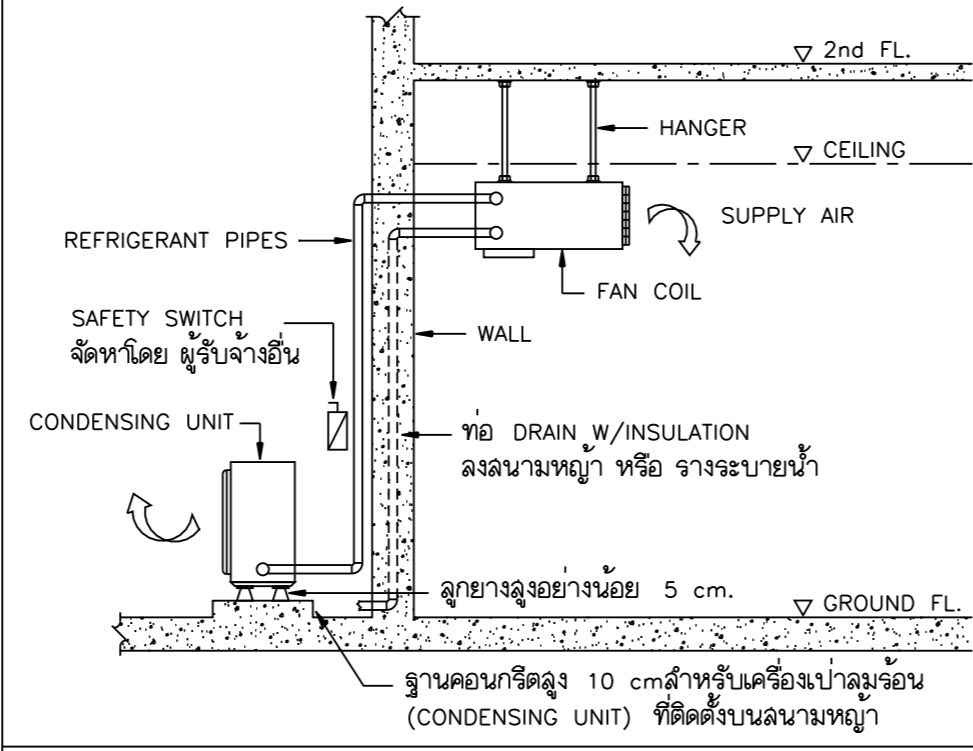 2nd FL.
HANGER
CEILING
SUPPLY AIR
REFRIGERANT PIPES
FAN COIL
SAFETY SWITCH
จัดหาโดย ผู้รับจ้างอื่น
WALL
CONDENSING UNIT
ท่อ DRAIN W/INSULATION
ลงสนามหญ้า หรือ รางระบายน้ำ
ลูกยางสูงอย่างน้อย 5 cm.
GROUND FL.
ฐานคอนกรีตสูง 10 cmสำหรับเครื่องเป่าลมร้อน
(CONDENSING UNIT) ที่ติดตั้งบนสนามหญ้า